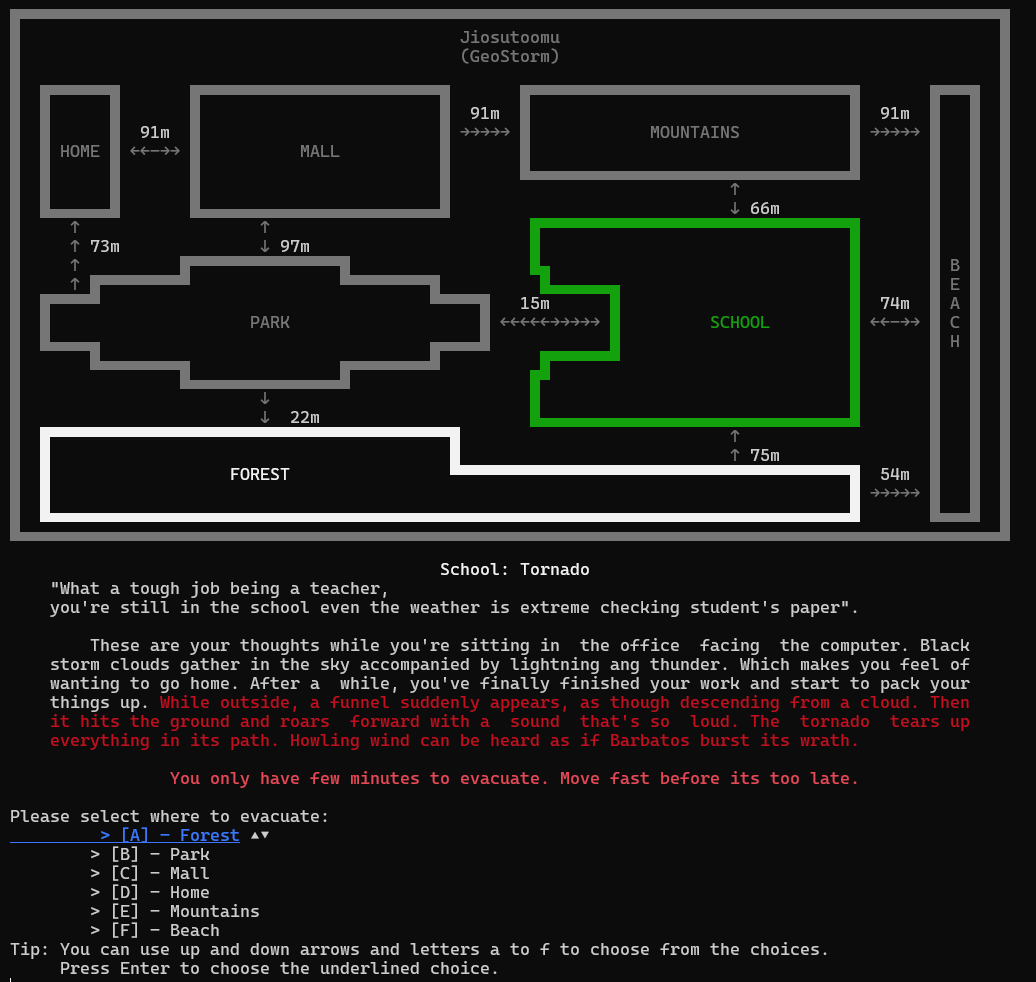 Jiosutoomu
(GeoStorm)
91m
→→→→→
91m
→→→→→
91m
←←─→→
HOME
MALL
MOUNTAINS
↑
↓ 66m
↑
↑ 73m
↑
↑
↑
↓ 97m
B
E
A
C
H
PARK
15m
←←←←←→→→→→
SCHOOL
74m
←←─→→
↓
↓ 22m
↑
↑ 75m
FOREST
54m
→→→→→
School: Tornado
"What a tough job being a teacher,
you're still in the school even the weather is extreme checking student's paper".
These are your thoughts while you're sitting in the office facing the computer. Black
storm clouds gather in the sky accompanied by lightning ang thunder. Which makes you feel of
wanting to go home. After a while, you've finally finished your work and start to pack your
things up. While outside, a funnel suddenly appears, as though descending from a cloud. Then
it hits the ground and roars forward with a sound that's so loud. The tornado tears up
everything in its path. Howling wind can be heard as if Barbatos burst its wrath.
You only have few minutes to evacuate. Move fast before its too late.
Please select where to evacuate:
> [A] − Forest ▲▼
> [B] − Park
> [C] − Mall
> [D] − Home
> [E] − Mountains
> [F] − Beach
Tip: You can use up and down arrows and letters a to f to choose from the choices.
Press Enter to choose the underlined choice.